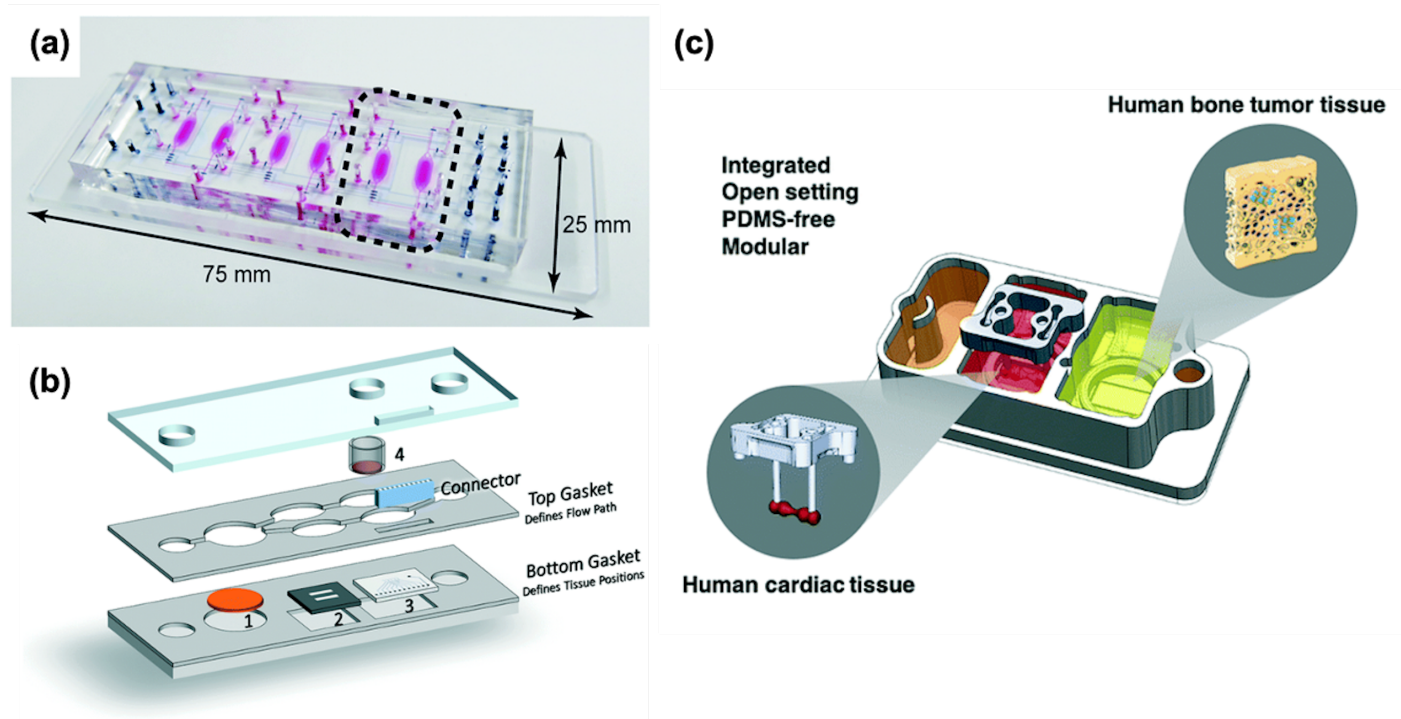 (a)
25 mm
75 mm
(b)
4
Connector
Top Gasket
Defines Flow Path
Bottom Gasket
Defines Tissue Positions
1
2
3
(c)
Human bone tumor tissue
Integrated
Open setting
PDMS-free
Modular
Human cardiac tissue